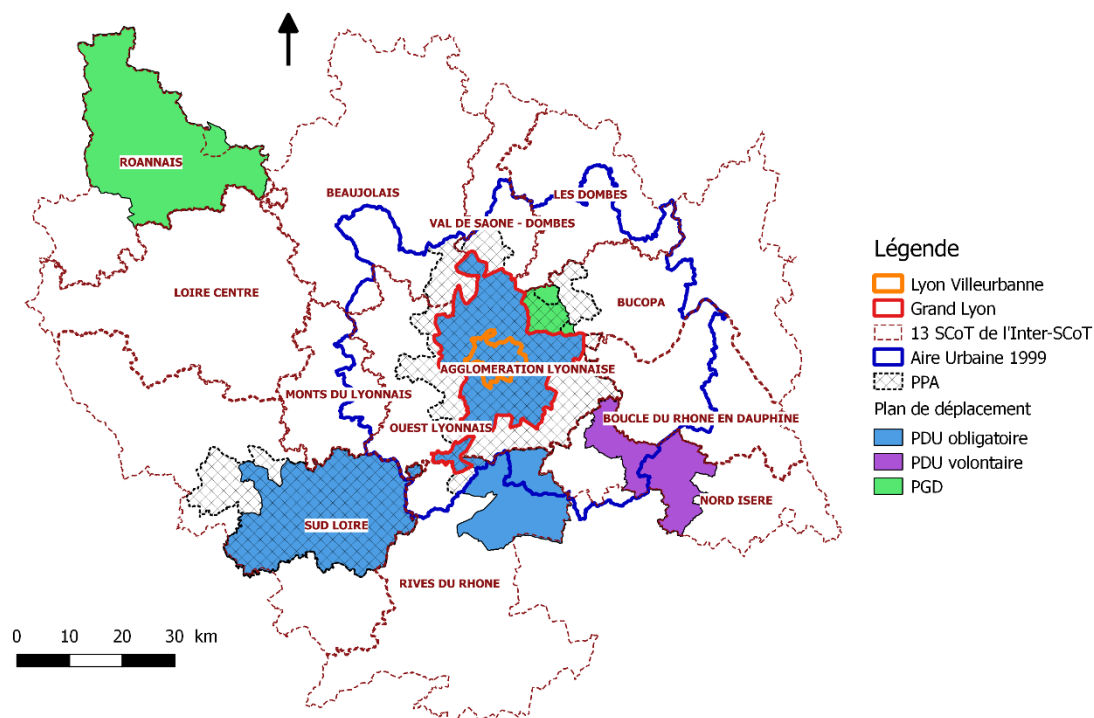 ROANNAIS
BEAUJOLAIS
LES DOMBES
VAL DE SAONE - DOMBES
LOIRE CENTRE
BUCOPA
AGGLOMERATION LYONNAISE
MONTS DU LYONNAIS
BOUCLE DU RHONE EN DAUPHINE
OUEST LYONNAIS
NORD ISERE
SUD LOIRE
RIVES DU RHONE
0 10 20 30 km
Légende
Lyon Villeurbanne
Grand Lyon
13 SCoT de l'Inter-SCoT
Aire Urbaine 1999
PPA
Plan de déplacement
PDU obligatoire
PDU volontaire
PGD